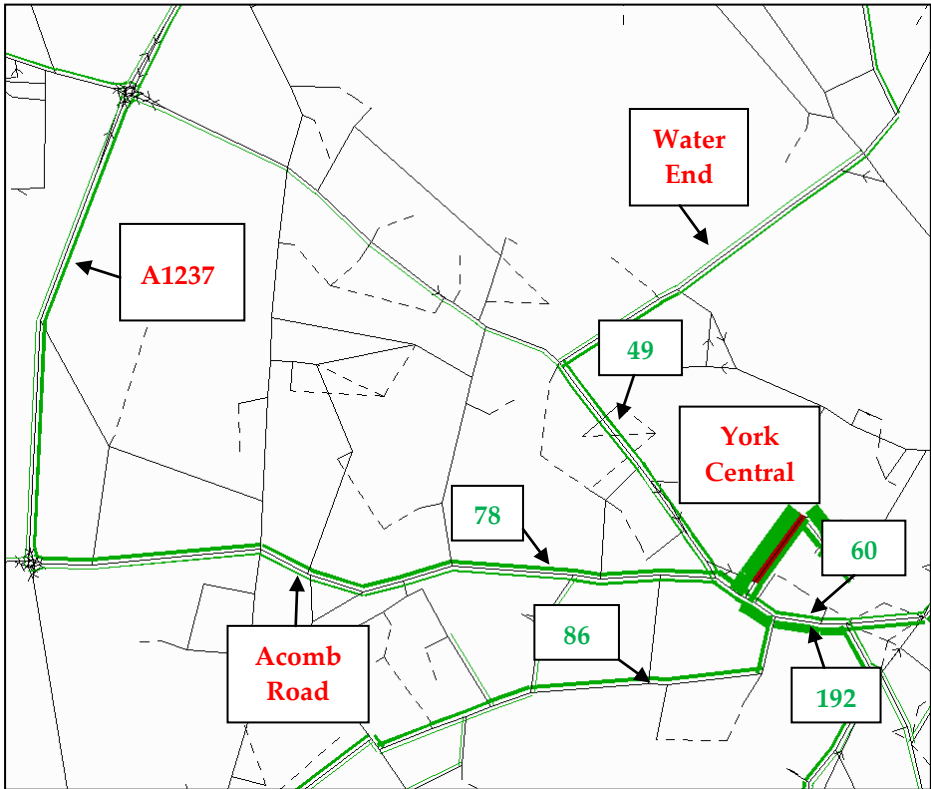 Water
End
A1237
49
York
Central
78
60
86
Acomb
Road
192